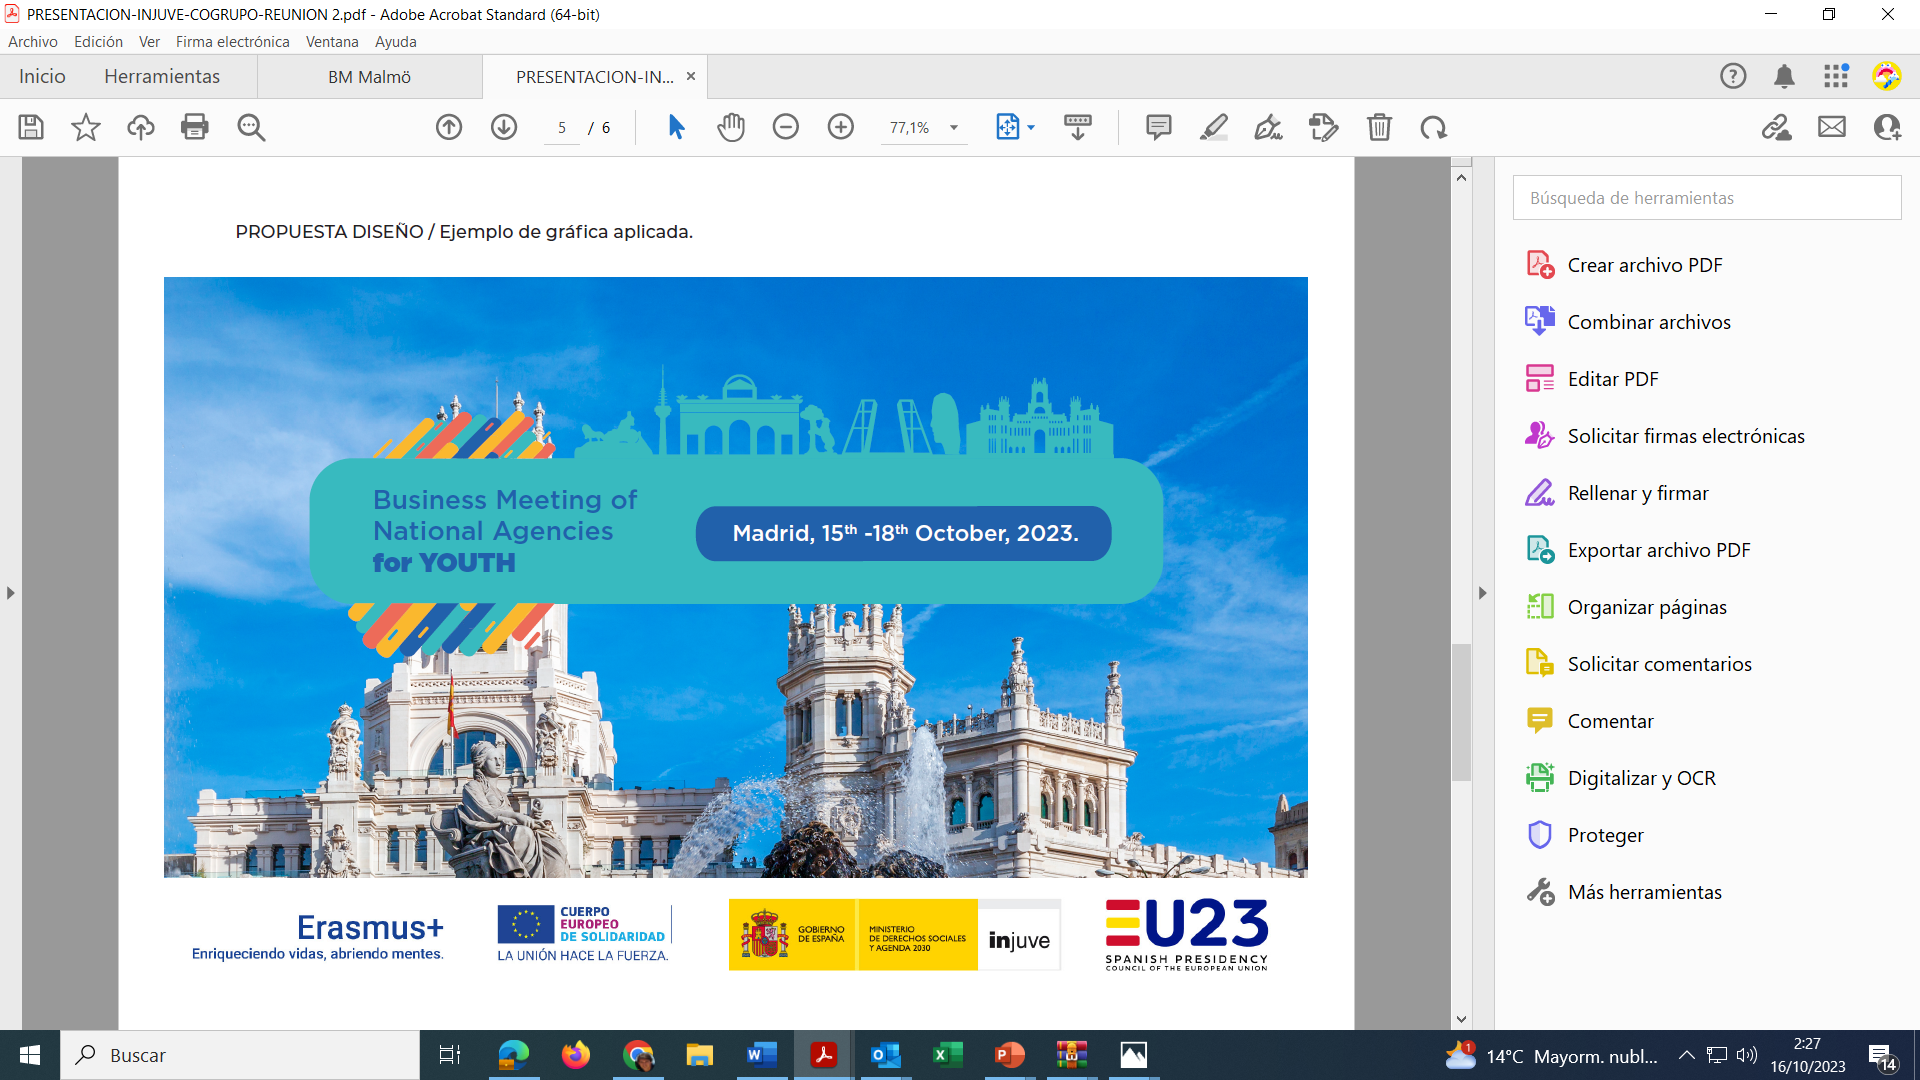 PRESENTACION-INJUVE-COGRUPO-REUNION 2.pdf - Adobe Acrobat Standard (64-bit)
Archivo Edición Ver Firma electrónica Ventana Ayuda
Inicio Herramientas BM Malmö PRESENTACION-IN... ×
5 / 6 77,1%
PROPUESTA DISEÑO / Ejemplo de gráfica aplicada.
Business Meeting of
National Agencies
for YOUTH
Madrid, 15th -18th October, 2023.
Erasmus+
Enriqueciendo vidas, abriendo mentes.
CUERPO
EUROPEO
DE SOLIDARIDAD
LA UNIÓN HACE LA FUERZA.
GOBIERNO
DE ESPAÑA
MINISTERIO
DE DERECHOS SOCIALES
Y AGENDA 2030
injuve
EU23
SPANISH PRESIDENCY
COUNCIL OF THE EUROPEAN UNION
Búsqueda de herramientas
Crear archivo PDF
Combinar archivos
Editar PDF
Solicitar firmas electrónicas
Rellenar y firmar
Exportar archivo PDF
Organizar páginas
Solicitar comentarios
Comentar
Digitalizar y OCR
Proteger
Más herramientas
Buscar
1
14°C Mayorm. nubl...
2:27
16/10/2023
14